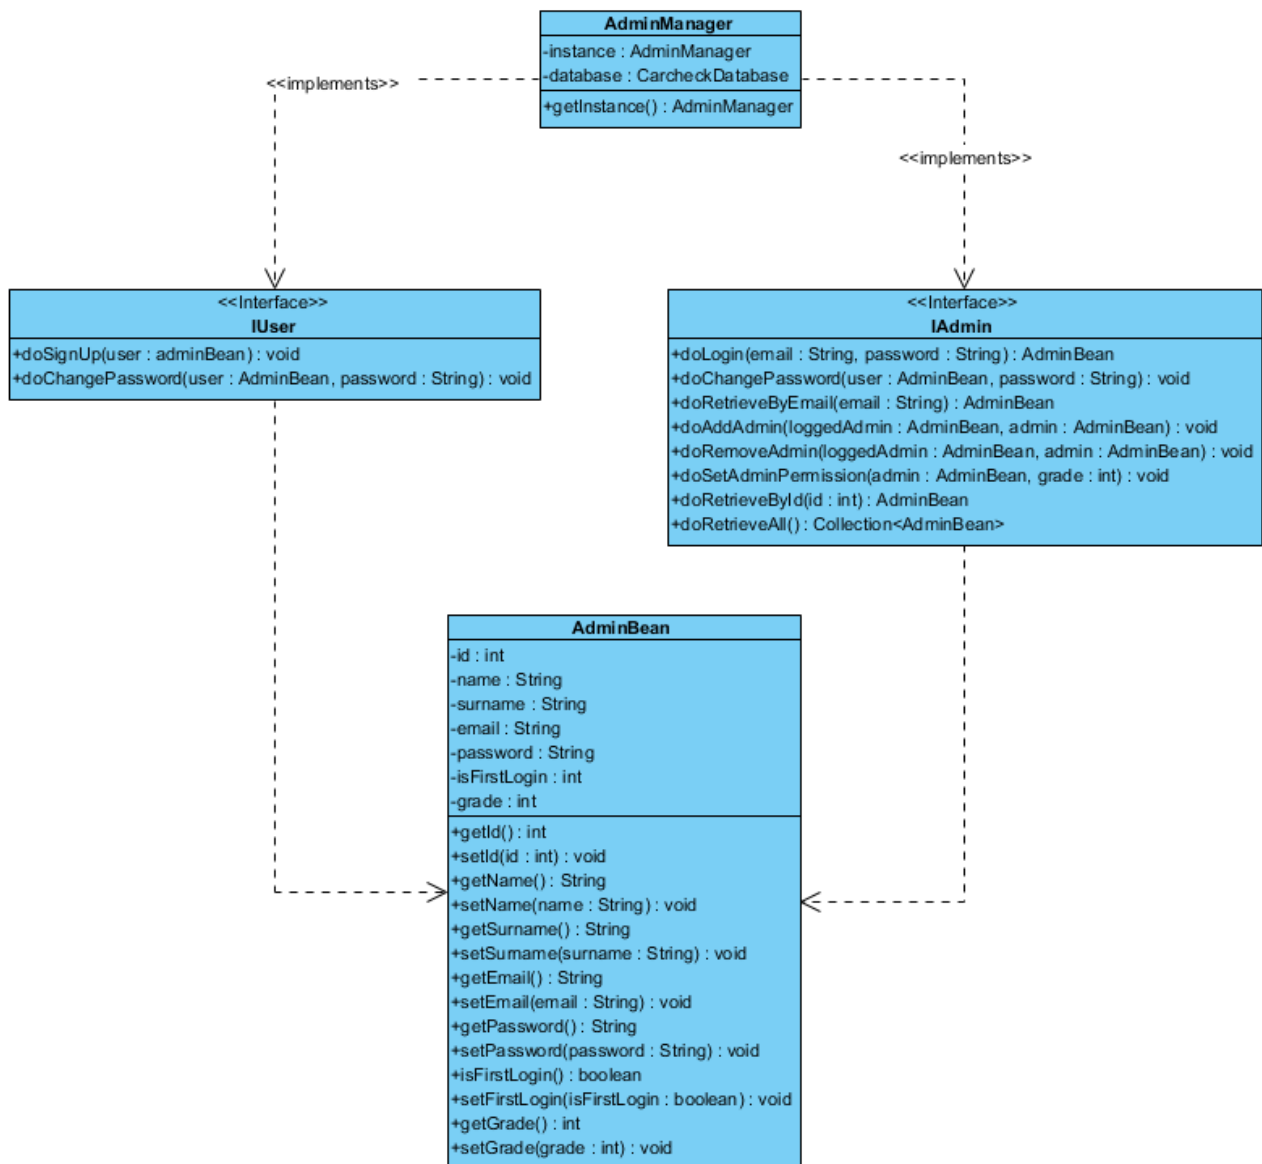 AdminManager
-instance : AdminManager
-database : CarcheckDatabase
+getInstance() : AdminManager
<<implements>>
<<implements>>
<<Interface>>
IUser
+doSignUp(user : adminBean) : void
+doChangePassword(user : AdminBean, password : String) : void
<<Interface>>
IAdmin
+doLogin(email : String, password : String) : AdminBean
+doChangePassword(user : AdminBean, password : String) : void
+doRetrieveByEmail(email : String) : AdminBean
+doAddAdmin(loggedAdmin : AdminBean, admin : AdminBean) : void
+doRemoveAdmin(loggedAdmin : AdminBean, admin : AdminBean) : void
+doSetAdminPermission(admin : AdminBean, grade : int) : void
+doRetrieveById(id : int) : AdminBean
+doRetrieveAll() : Collection<AdminBean>
AdminBean
-id : int
-name : String
-surname : String
-email : String
-password : String
-isFirstLogin : int
-grade : int
+getId() : int
+setId(id : int) : void
+getName() : String
+setName(name : String) : void
+getSurname() : String
+setSurname(surname : String) : void
+getEmail() : String
+setEmail(email : String) : void
+getPassword() : String
+setPassword(password : String) : void
+isFirstLogin() : boolean
+setFirstLogin(isFirstLogin : boolean) : void
+getGrade() : int
+setGrade(grade : int) : void